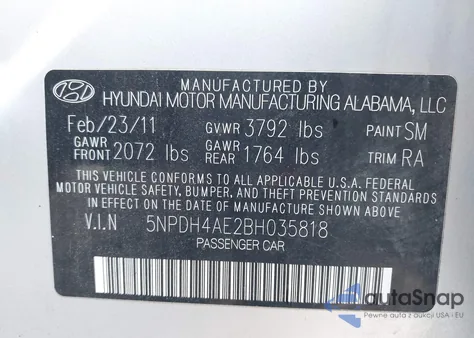 MANUFACTURED BY
HYUNDAI MOTOR MANUFACTURING ALABAMA, LLC
Feb/23/11 GVWR 3792 lbs PAINT SM
GAWR FRONT 2072 lbs GAWR REAR 1764 lbs TRIM RA
THIS VEHICLE CONFORMS TO ALL APPLICABLE U.S.A. FEDERAL
MOTOR VEHICLE SAFETY, BUMPER, AND THEFT PREVENTION STANDARDS
IN EFFECT ON THE DATE OF MANUFACTURE SHOWN ABOVE.
V.I.N 5NPDH4AE2BH035818
PASSENGER CAR
autoSnap
Pewne auta z USA i EU